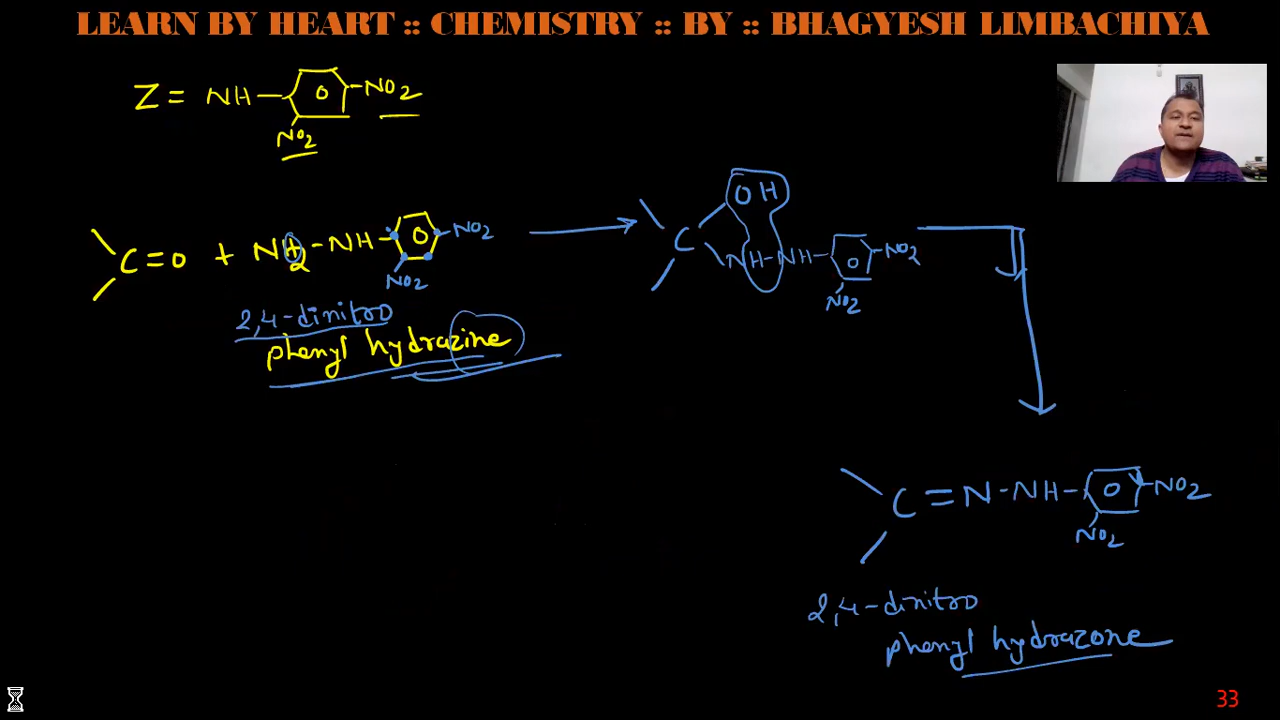 LEARN BY HEART :: CHEMISTRY :: BY :: BHAGYESH LIMBACHIYA
Z = NH NO2
NO2
C=O + NH2-NH NO2
NO2
2,4-dinitro
phenyl hydrazine
OH
C NH-NH NO2
NO2
C=N-NH NO2
NO2
2,4-dinitro
phenyl hydrazone
33